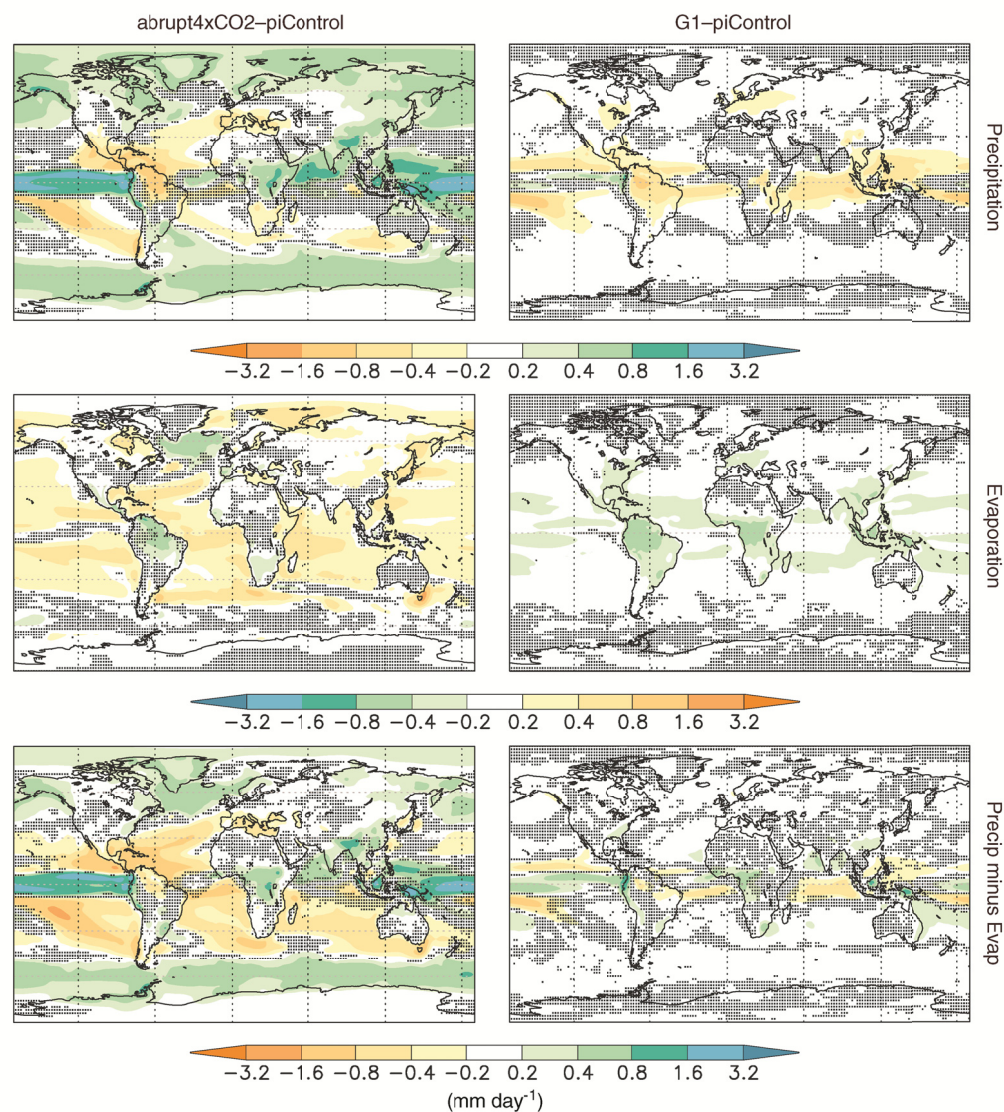 abrupt4xCO2–piControl G1–piControl
Precipitation
−3.2 −1.6 −0.8 −0.4 −0.2 0.2 0.4 0.8 1.6 3.2
Evaporation
−3.2 −1.6 −0.8 −0.4 −0.2 0.2 0.4 0.8 1.6 3.2
Precip minus Evap
−3.2 −1.6 −0.8 −0.4 −0.2 0.2 0.4 0.8 1.6 3.2
(mm day⁻¹)